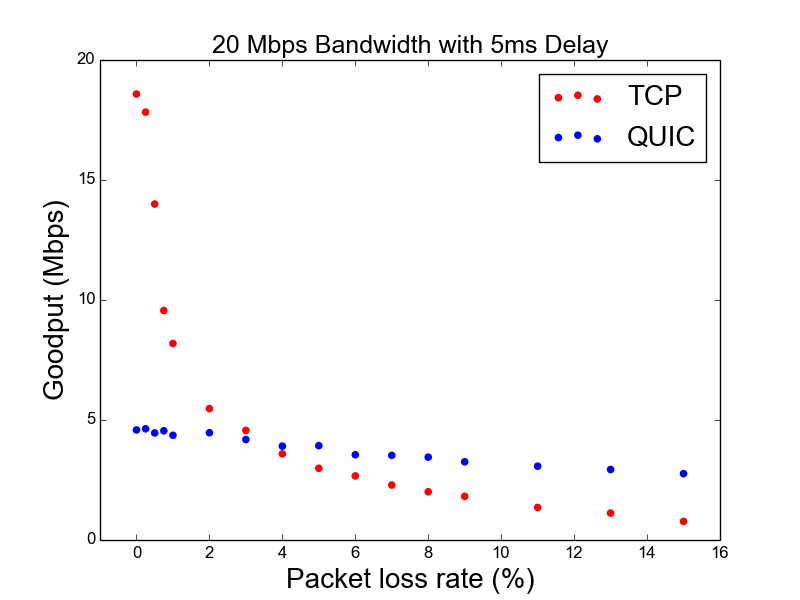 20 Mbps Bandwidth with 5ms Delay
TCP
QUIC
Goodput (Mbps)
20
15
10
5
0
0 2 4 6 8 10 12 14 16
Packet loss rate (%)